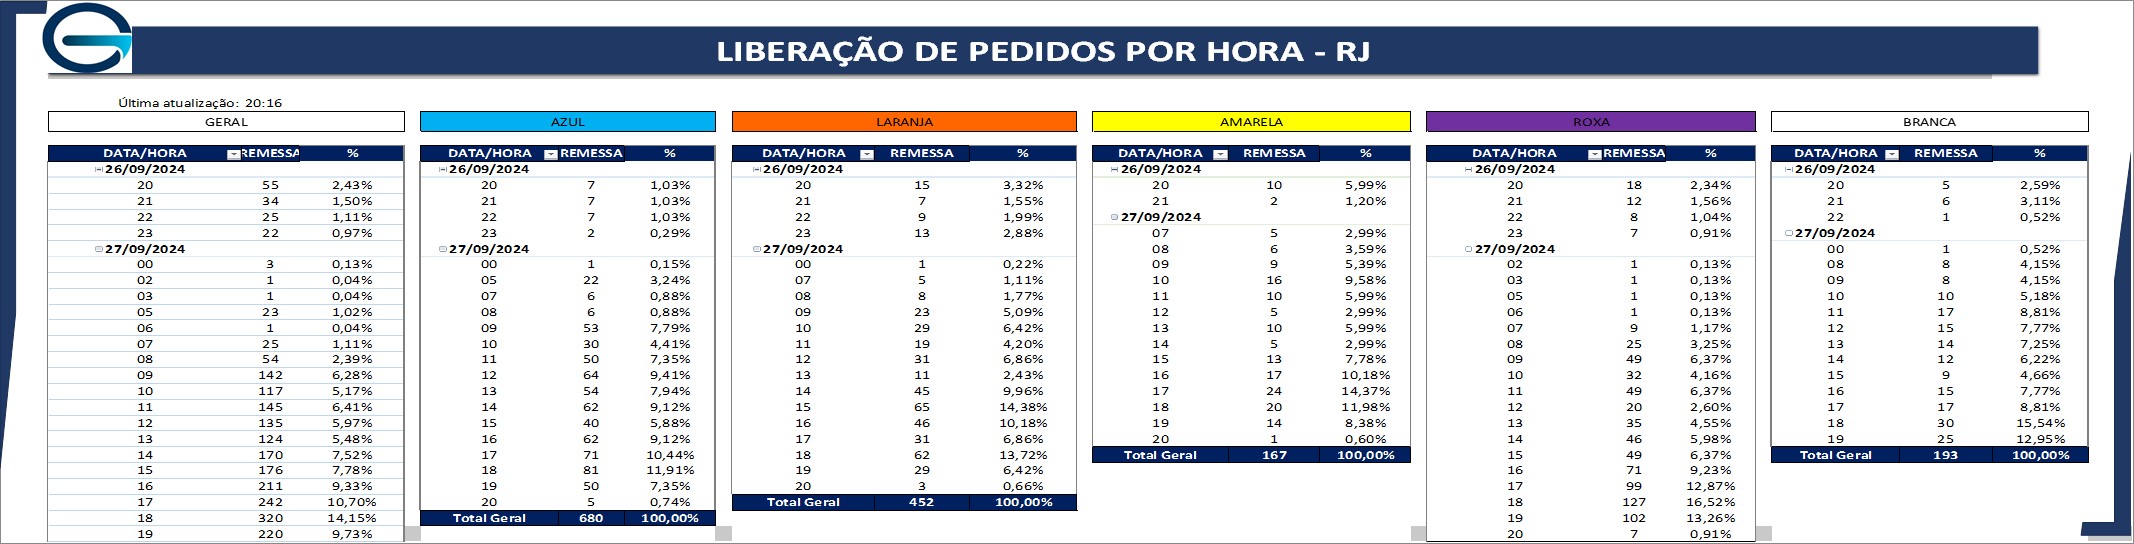 LIBERAÇÃO DE PEDIDOS POR HORA - RJ
Última atualização: 20:16
GERAL
DATA/HORA REMESSA %
26/09/2024
20 55 2,43%
21 34 1,50%
22 25 1,11%
23 22 0,97%
27/09/2024
00 3 0,13%
02 1 0,04%
03 1 0,04%
05 23 1,02%
06 1 0,04%
07 25 1,11%
08 54 2,39%
09 142 6,28%
10 117 5,17%
11 145 6,41%
12 135 5,97%
13 124 5,48%
14 170 7,52%
15 176 7,78%
16 211 9,33%
17 242 10,70%
18 320 14,15%
19 220 9,73%
AZUL
DATA/HORA REMESSA %
26/09/2024
20 7 1,03%
21 7 1,03%
22 7 1,03%
23 2 0,29%
27/09/2024
00 1 0,15%
05 22 3,24%
07 6 0,88%
08 6 0,88%
09 53 7,79%
10 30 4,41%
11 50 7,35%
12 64 9,41%
13 54 7,94%
14 62 9,12%
15 40 5,88%
16 62 9,12%
17 71 10,44%
18 81 11,91%
19 50 7,35%
20 5 0,74%
Total Geral 680 100,00%
LARANJA
DATA/HORA REMESSA %
26/09/2024
20 15 3,32%
21 7 1,55%
22 9 1,99%
23 13 2,88%
27/09/2024
00 1 0,22%
07 5 1,11%
08 8 1,77%
09 23 5,09%
10 29 6,42%
11 19 4,20%
12 31 6,86%
13 11 2,43%
14 45 9,96%
15 65 14,38%
16 46 10,18%
17 31 6,86%
18 62 13,72%
19 29 6,42%
20 3 0,66%
Total Geral 452 100,00%
AMARELA
DATA/HORA REMESSA %
26/09/2024
20 10 5,99%
21 2 1,20%
27/09/2024
07 5 2,99%
08 6 3,59%
09 9 5,39%
10 16 9,58%
11 10 5,99%
12 5 2,99%
13 10 5,99%
14 5 2,99%
15 13 7,78%
16 17 10,18%
17 24 14,37%
18 20 11,98%
19 14 8,38%
20 1 0,60%
Total Geral 167 100,00%
ROXA
DATA/HORA REMESSA %
26/09/2024
20 18 2,34%
21 12 1,56%
22 8 1,04%
23 7 0,91%
27/09/2024
02 1 0,13%
03 1 0,13%
05 1 0,13%
06 1 0,13%
07 9 1,17%
08 25 3,25%
09 49 6,37%
10 32 4,16%
11 49 6,37%
12 20 2,60%
13 35 4,55%
14 46 5,98%
15 49 6,37%
16 71 9,23%
17 99 12,87%
18 127 16,52%
19 102 13,26%
20 7 0,91%
BRANCA
DATA/HORA REMESSA %
26/09/2024
20 5 2,59%
21 6 3,11%
22 1 0,52%
27/09/2024
00 1 0,52%
08 8 4,15%
09 8 4,15%
10 10 5,18%
11 17 8,81%
12 15 7,77%
13 14 7,25%
14 12 6,22%
15 9 4,66%
16 15 7,77%
17 17 8,81%
18 30 15,54%
19 25 12,95%
Total Geral 193 100,00%